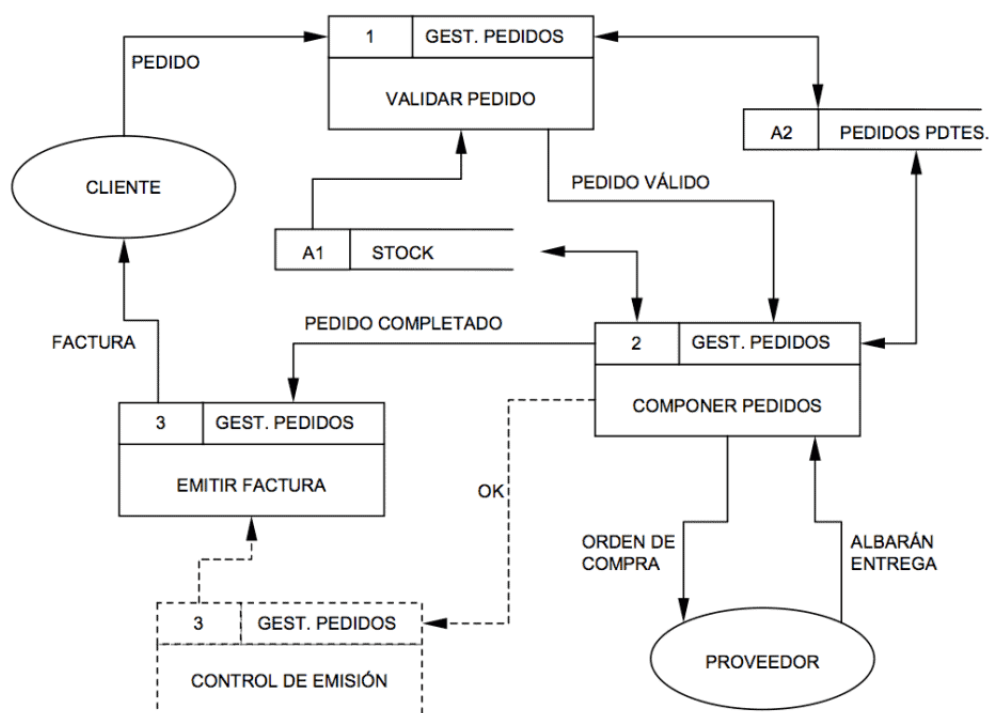 1 GEST. PEDIDOS
PEDIDO
VALIDAR PEDIDO
A2 PEDIDOS PDTES.
CLIENTE
PEDIDO VÁLIDO
A1 STOCK
PEDIDO COMPLETADO
FACTURA
2 GEST. PEDIDOS
COMPONER PEDIDOS
3 GEST. PEDIDOS
EMITIR FACTURA
OK
ORDEN DE
COMPRA
ALBARÁN
ENTREGA
3 GEST. PEDIDOS
CONTROL DE EMISIÓN
PROVEEDOR